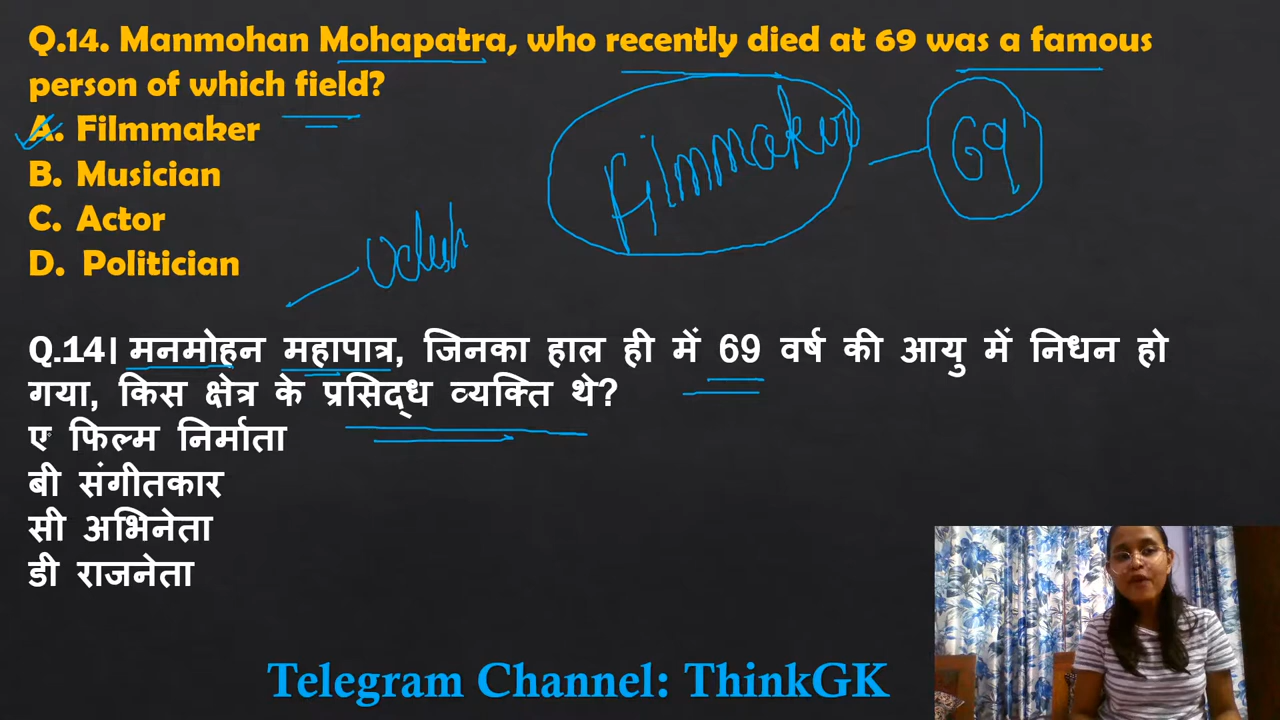 Q.14. Manmohan Mohapatra, who recently died at 69 was a famous
person of which field?
A. Filmmaker
B. Musician
C. Actor
D. Politician
Filmmaker
69
Q.14| मनमोहन महापात्र, जिनका हाल ही में 69 वर्ष की आयु में निधन हो
गया, किस क्षेत्र के प्रसिद्ध व्यक्ति थे?
ए फिल्म निर्माता
बी संगीतकार
सी अभिनेता
डी राजनेता
Telegram Channel: ThinkGK